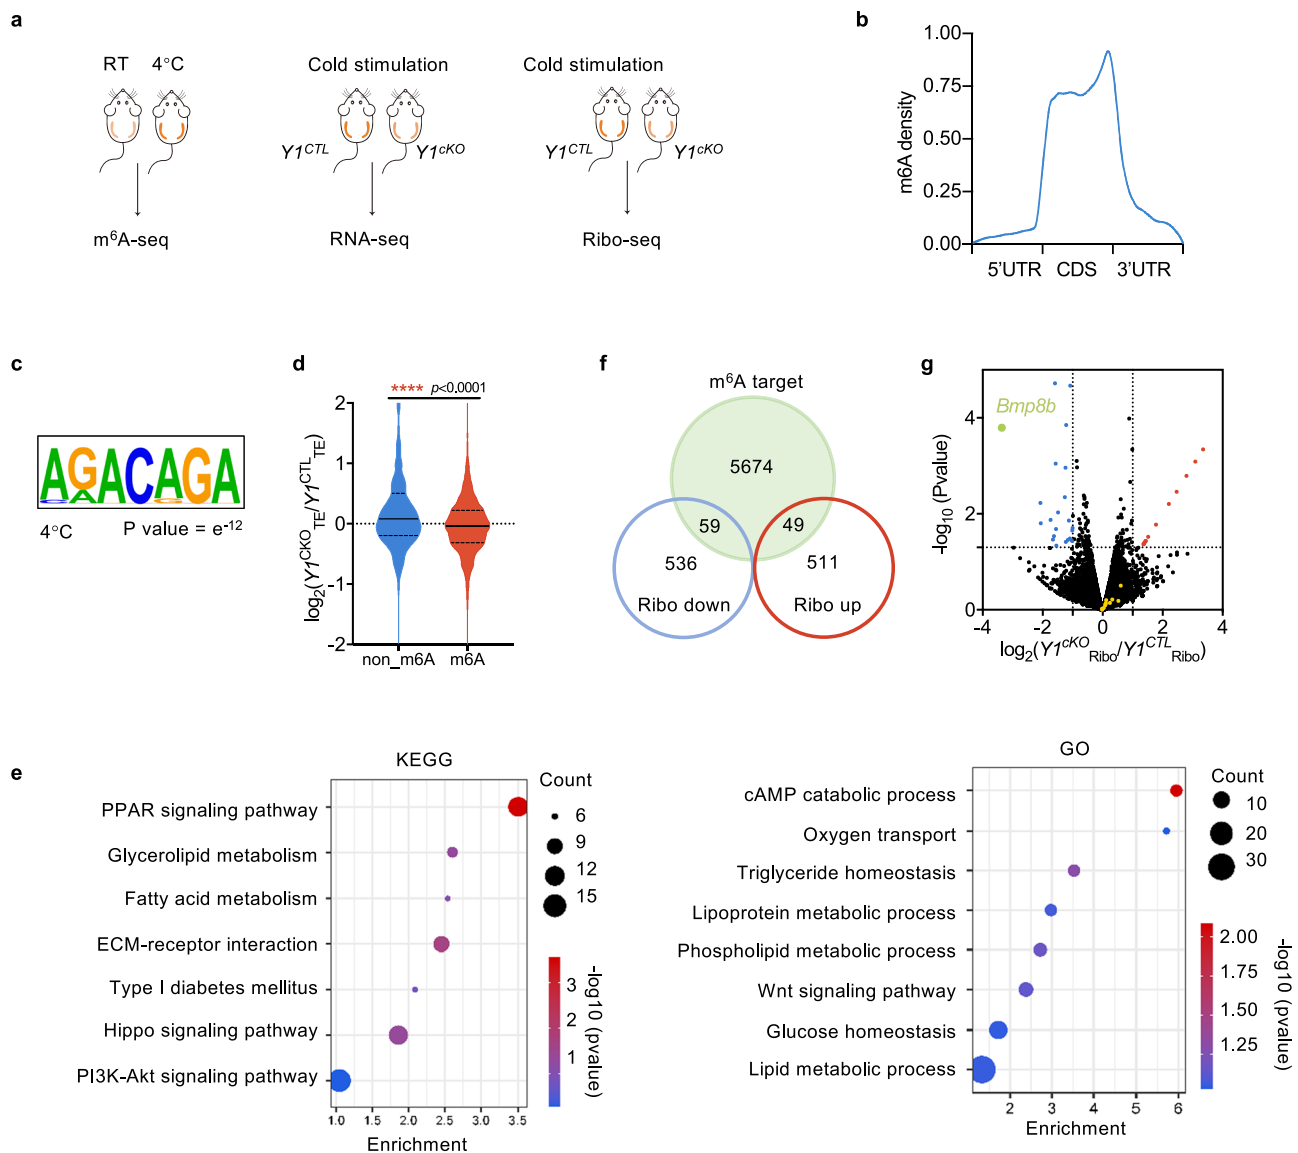 a
RT 4°C
Cold stimulation
Cold stimulation
Y1CTL Y1cKO
Y1CTL Y1cKO
m6A-seq
RNA-seq
Ribo-seq
b
1.00
0.75
0.50
0.25
0.00
m6A density
5'UTR CDS 3'UTR
c
AGACAGA
4°C P value = e-12
d
**** p<0.0001
2
1
0
-1
-2
log2(Y1CKO TE/Y1CTL TE)
non_m6A m6A
f
m6A target
5674
59 49
536 511
Ribo down Ribo up
g
Bmp8b
4
2
0
-log10 (Pvalue)
-4 -2 0 2 4
log2(Y1cKO Ribo/Y1CTL Ribo)
e
KEGG
PPAR signaling pathway
Glycerolipid metabolism
Fatty acid metabolism
ECM-receptor interaction
Type I diabetes mellitus
Hippo signaling pathway
PI3K-Akt signaling pathway
1.0 1.5 2.0 2.5 3.0 3.5
Enrichment
Count
6
9
12
15
3
2
1
-log10 (pvalue)
GO
cAMP catabolic process
Oxygen transport
Triglyceride homeostasis
Lipoprotein metabolic process
Phospholipid metabolic process
Wnt signaling pathway
Glucose homeostasis
Lipid metabolic process
2 3 4 5 6
Enrichment
Count
10
20
30
2.00
1.75
1.50
1.25
-log10 (pvalue)